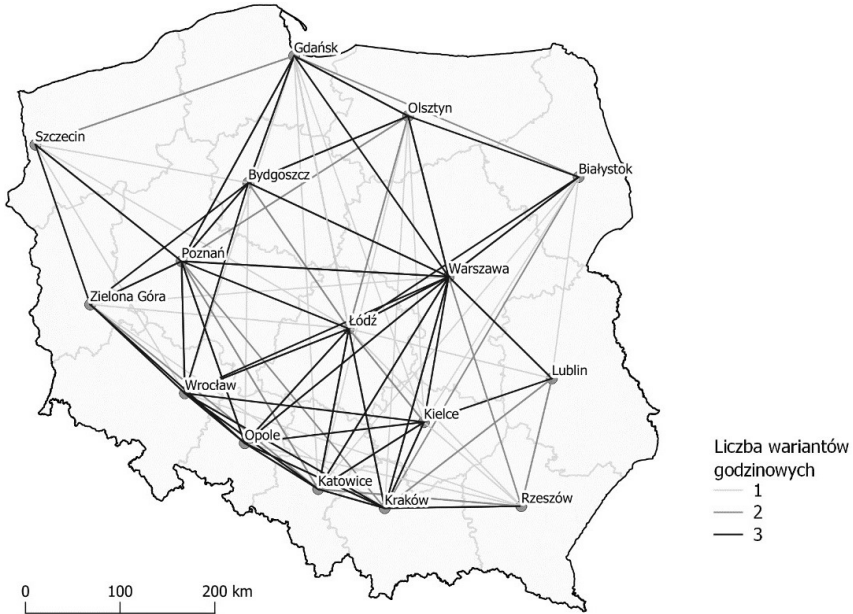 Gdańsk
Olsztyn
Szczecin
Bydgoszcz
Białystok
Poznań
Warszawa
Zielona Góra
Łódź
Lublin
Wrocław
Kielce
Opole
Katowice
Kraków
Rzeszów
Liczba wariantów
godzinowych
1
2
3
0 100 200 km